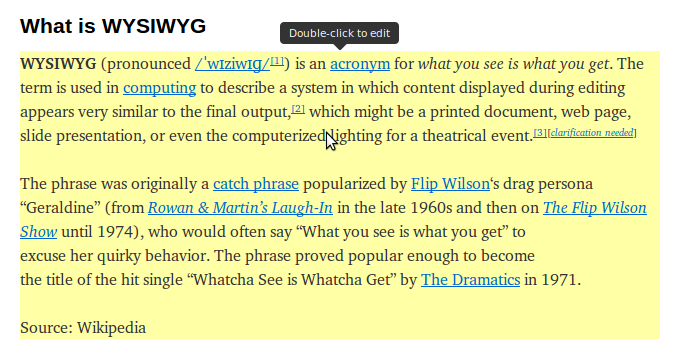 What is WYSIWYG
Double-click to edit
WYSIWYG (pronounced /ˈwɪziwɪɡ/[1]) is an acronym for what you see is what you get. The
term is used in computing to describe a system in which content displayed during editing
appears very similar to the final output,[2] which might be a printed document, web page,
slide presentation, or even the computerized lighting for a theatrical event.[3][clarification needed]
The phrase was originally a catch phrase popularized by Flip Wilson‘s drag persona
“Geraldine” (from Rowan & Martin’s Laugh-In in the late 1960s and then on The Flip Wilson
Show until 1974), who would often say “What you see is what you get” to
excuse her quirky behavior. The phrase proved popular enough to become
the title of the hit single “Whatcha See is Whatcha Get” by The Dramatics in 1971.
Source: Wikipedia